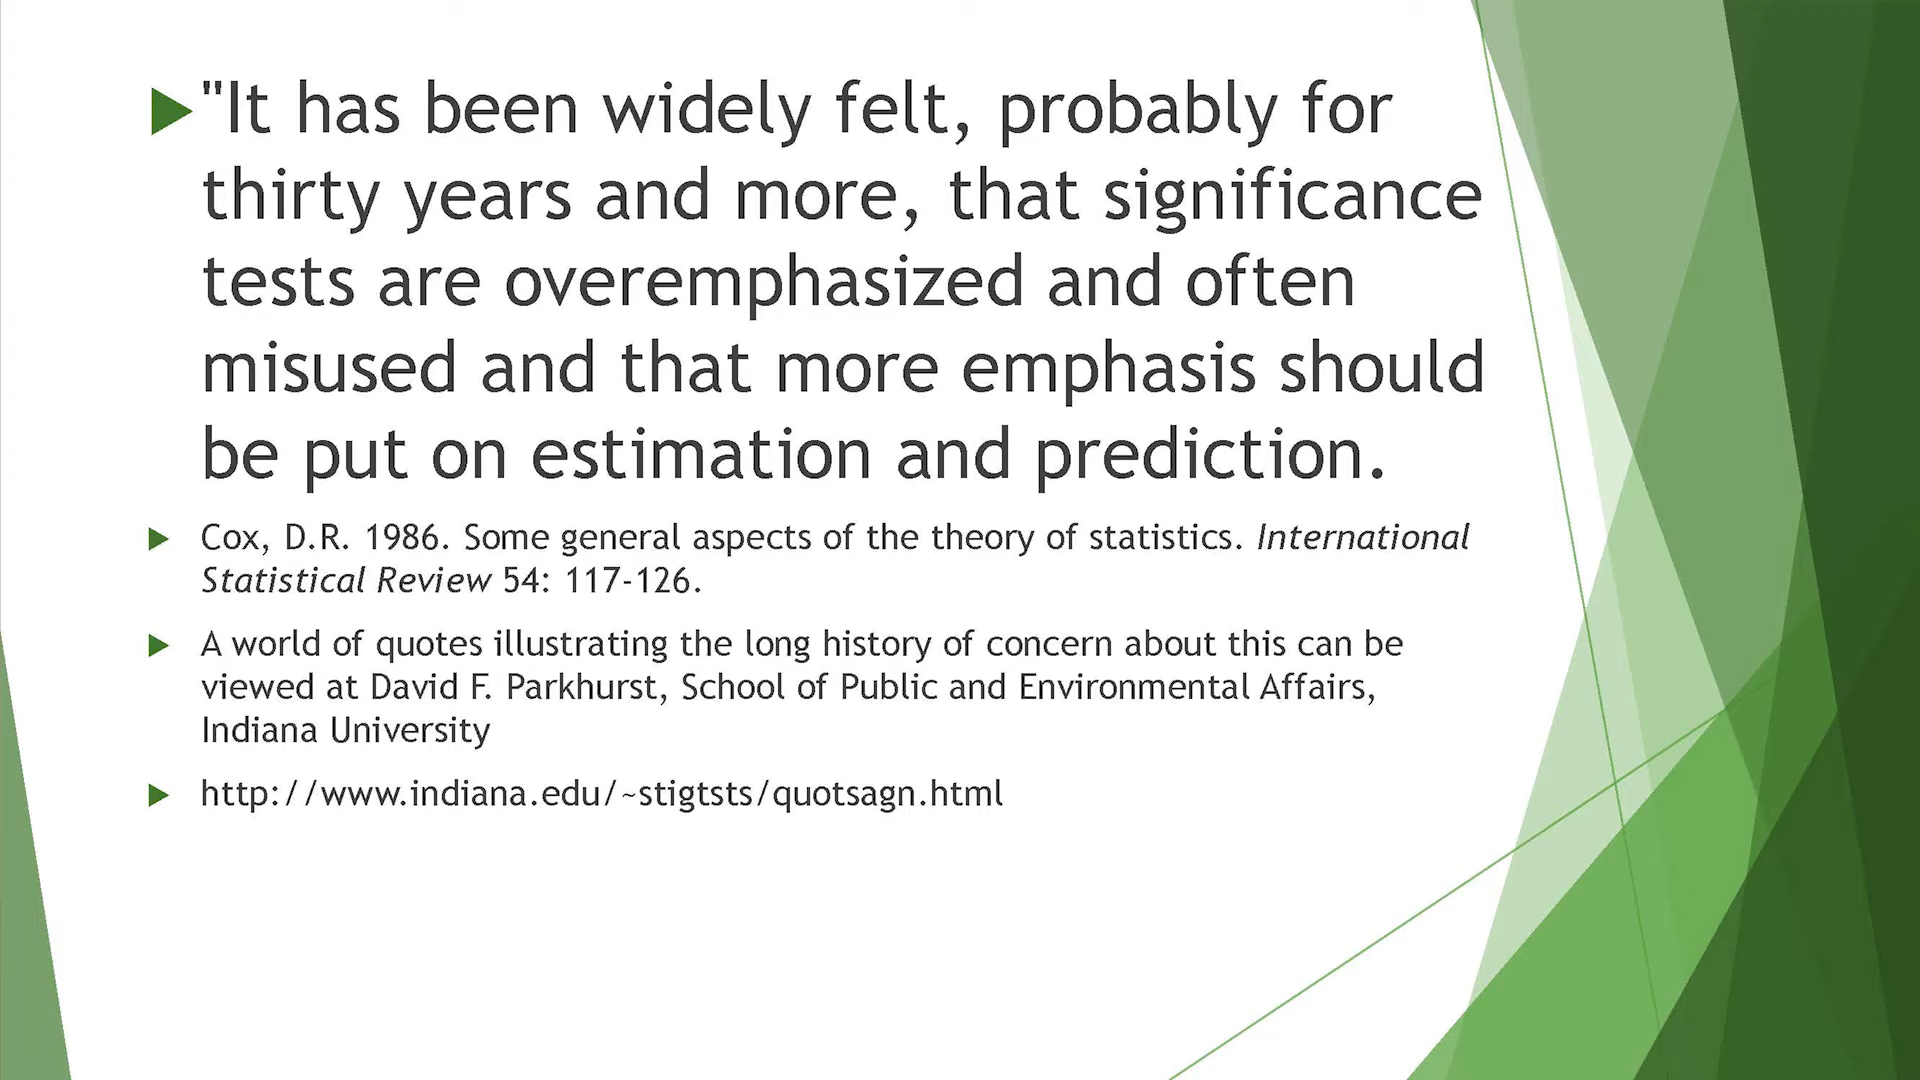 "It has been widely felt, probably for
thirty years and more, that significance
tests are overemphasized and often
misused and that more emphasis should
be put on estimation and prediction.
Cox, D.R. 1986. Some general aspects of the theory of statistics. International
Statistical Review 54: 117-126.
A world of quotes illustrating the long history of concern about this can be
viewed at David F. Parkhurst, School of Public and Environmental Affairs,
Indiana University
http://www.indiana.edu/~stigtsts/quotsagn.html